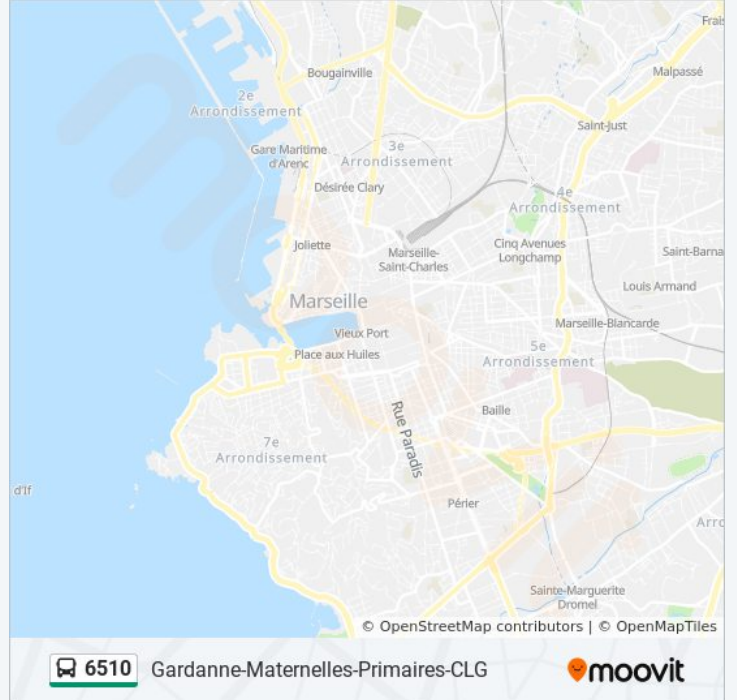 Frais
Bougainville
Malpassé
2e
Arrondissement
Saint-Just
Gare Maritime
d'Arenc
3e
Arrondissement
Désirée Clary
4e
Arrondissement
Joliette
Marseille-
Saint-Charles
Cinq Avenues
Longchamp
Saint-Barna
Louis Armand
Marseille
Vieux Port
Marseille-Blancarde
Place aux Huiles
5e
Arrondissement
Rue Paradis
Baille
7e
Arrondissement
d'If
Périer
Arro
Sainte-Marguerite
Dromel
© OpenStreetMap contributors | © OpenMapTiles
6510 Gardanne-Maternelles-Primaires-CLG
moovit